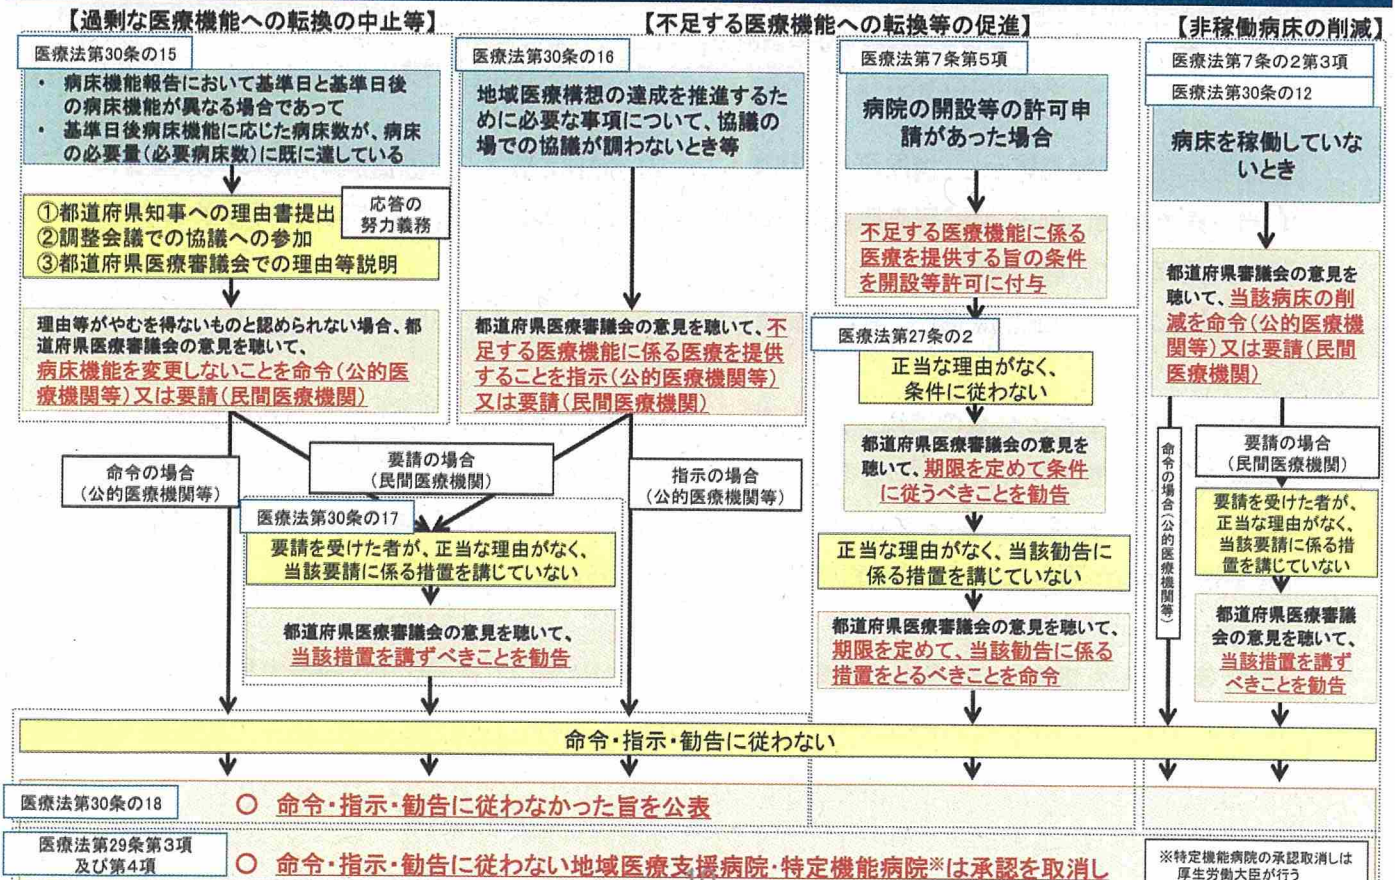 【過剰な医療機能への転換の中止等】
【不足する医療機能への転換等の促進】
【非稼働病床の削減】
医療法第30条の15
・ 病床機能報告において基準日と基準日後
の病床機能が異なる場合であって
・ 基準日後病床機能に応じた病床数が、病床
の必要量(必要病床数)に既に達している
①都道府県知事への理由書提出
②調整会議での協議への参加
③都道府県医療審議会での理由等説明
応答の
努力義務
理由等がやむを得ないものと認められない場合、都
道府県医療審議会の意見を聴いて、
病床機能を変更しないことを命令(公的医
療機関等)又は要請(民間医療機関)
医療法第30条の16
地域医療構想の達成を推進するた
めに必要な事項について、協議の
場での協議が調わないとき等
都道府県医療審議会の意見を聴いて、不
足する医療機能に係る医療を提供
することを指示(公的医療機関等)
又は要請(民間医療機関)
命令の場合
(公的医療機関等)
要請の場合
(民間医療機関)
指示の場合
(公的医療機関等)
医療法第30条の17
要請を受けた者が、正当な理由がなく、
当該要請に係る措置を講じていない
都道府県医療審議会の意見を聴いて、
当該措置を講ずべきことを勧告
医療法第7条第5項
病院の開設等の許可申
請があった場合
不足する医療機能に係る
医療を提供する旨の条件
を開設等許可に付与
医療法第27条の2
正当な理由がなく、
条件に従わない
都道府県医療審議会の意見を
聴いて、期限を定めて条件
に従うべきことを勧告
正当な理由がなく、当該勧告に
係る措置を講じていない
都道府県医療審議会の意見を聴いて、
期限を定めて、当該勧告に係る
措置をとるべきことを命令
医療法第7条の2第3項
医療法第30条の12
病床を稼働していな
いとき
都道府県審議会の意見を
聴いて、当該病床の削
減を命令(公的医療機
関等)又は要請(民間
医療機関)
命令の場合(公的医療機関等)
要請の場合
(民間医療機関)
要請を受けた者が、
正当な理由がなく、
当該要請に係る措
置を講じていない
都道府県医療審議
会の意見を聴いて、
当該措置を講ず
べきことを勧告
命令・指示・勧告に従わない
医療法第30条の18
○ 命令・指示・勧告に従わなかった旨を公表
医療法第29条第3項
及び第4項
○ 命令・指示・勧告に従わない地域医療支援病院・特定機能病院※は承認を取消し
※特定機能病院の承認取消しは
厚生労働大臣が行う